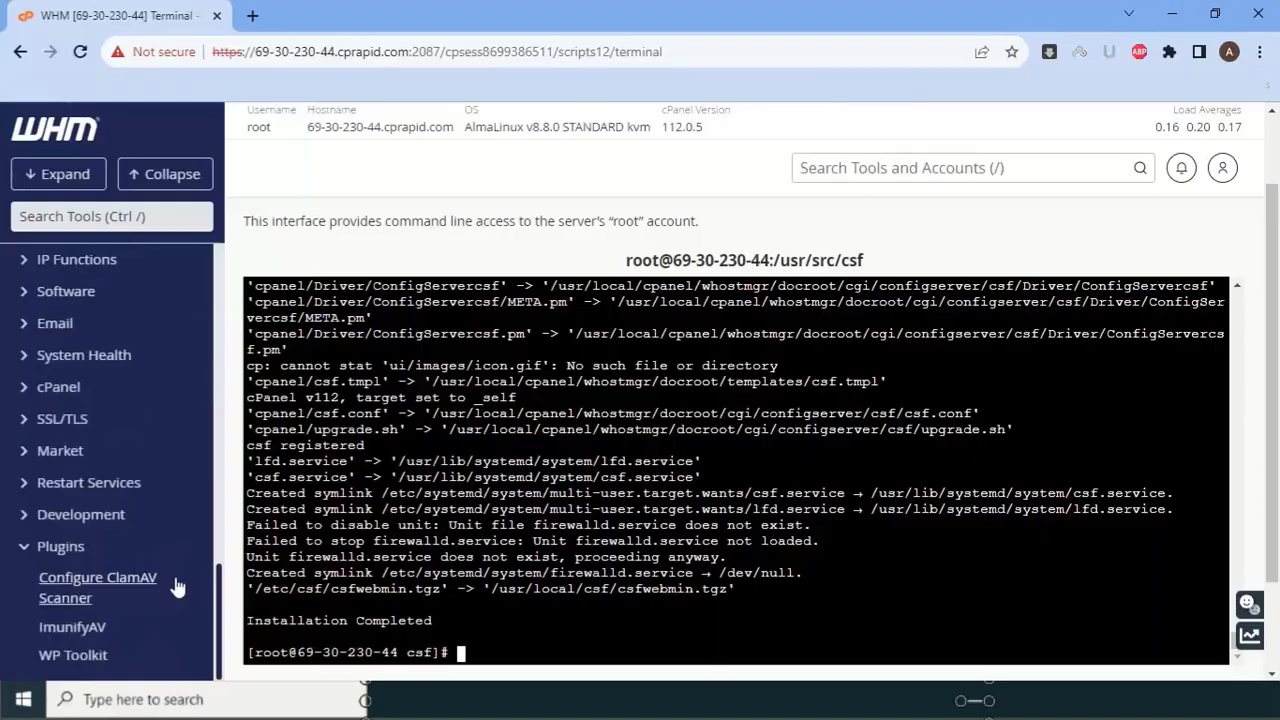 WHM [69-30-230-44] Terminal -
Not secure
https://69-30-230-44.cprapid.com:2087/cpsess8699386511/scripts12/terminal
ABP
A
WHM
Expand
Collapse
Search Tools (Ctrl /)
IP Functions
Software
Email
System Health
cPanel
SSL/TLS
Market
Restart Services
Development
Plugins
Configure ClamAV
Scanner
ImunifyAV
WP Toolkit
Username Hostname OS cPanel Version Load Averages
root 69-30-230-44.cprapid.com AlmaLinux v8.8.0 STANDARD kvm 112.0.5 0.16 0.20 0.17
Search Tools and Accounts (/)
This interface provides command line access to the server's “root” account.
root@69-30-230-44:/usr/src/csf
'cpanel/Driver/ConfigServercsf' -> '/usr/local/cpanel/whostmgr/docroot/cgi/configserver/csf/Driver/ConfigServercsf'
'cpanel/Driver/ConfigServercsf/META.pm' -> '/usr/local/cpanel/whostmgr/docroot/cgi/configserver/csf/Driver/ConfigSer
vercsf/META.pm'
'cpanel/Driver/ConfigServercsf.pm' -> '/usr/local/cpanel/whostmgr/docroot/cgi/configserver/csf/Driver/ConfigServercs
f.pm'
cp: cannot stat 'ui/images/icon.gif': No such file or directory
'cpanel/csf.tmpl' -> '/usr/local/cpanel/whostmgr/docroot/templates/csf.tmpl'
cPanel v112, target set to _self
'cpanel/csf.conf' -> '/usr/local/cpanel/whostmgr/docroot/cgi/configserver/csf/csf.conf'
'cpanel/upgrade.sh' -> '/usr/local/cpanel/whostmgr/docroot/cgi/configserver/csf/upgrade.sh'
csf registered
'lfd.service' -> '/usr/lib/systemd/system/lfd.service'
'csf.service' -> '/usr/lib/systemd/system/csf.service'
Created symlink /etc/systemd/system/multi-user.target.wants/csf.service → /usr/lib/systemd/system/csf.service.
Created symlink /etc/systemd/system/multi-user.target.wants/lfd.service → /usr/lib/systemd/system/lfd.service.
Failed to disable unit: Unit file firewalld.service does not exist.
Failed to stop firewalld.service: Unit firewalld.service not loaded.
Unit firewalld.service does not exist, proceeding anyway.
Created symlink /etc/systemd/system/firewalld.service → /dev/null.
'/etc/csf/csfwebmin.tgz' -> '/usr/local/csf/csfwebmin.tgz'
Installation Completed
[root@69-30-230-44 csf]#
Type here to search